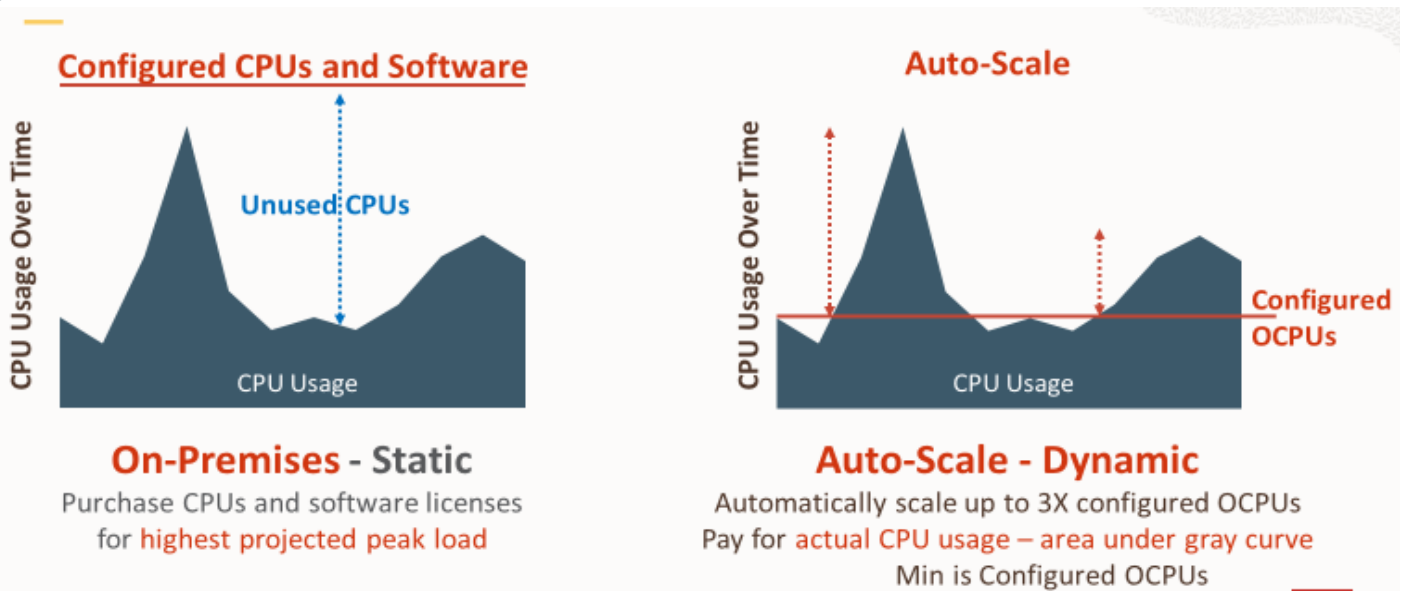 Configured CPUs and Software
CPU Usage Over Time
Unused CPUs
CPU Usage
On-Premises - Static
Purchase CPUs and software licenses
for highest projected peak load
Auto-Scale
CPU Usage Over Time
Configured
OCPUs
CPU Usage
Auto-Scale - Dynamic
Automatically scale up to 3X configured OCPUs
Pay for actual CPU usage – area under gray curve
Min is Configured OCPUs